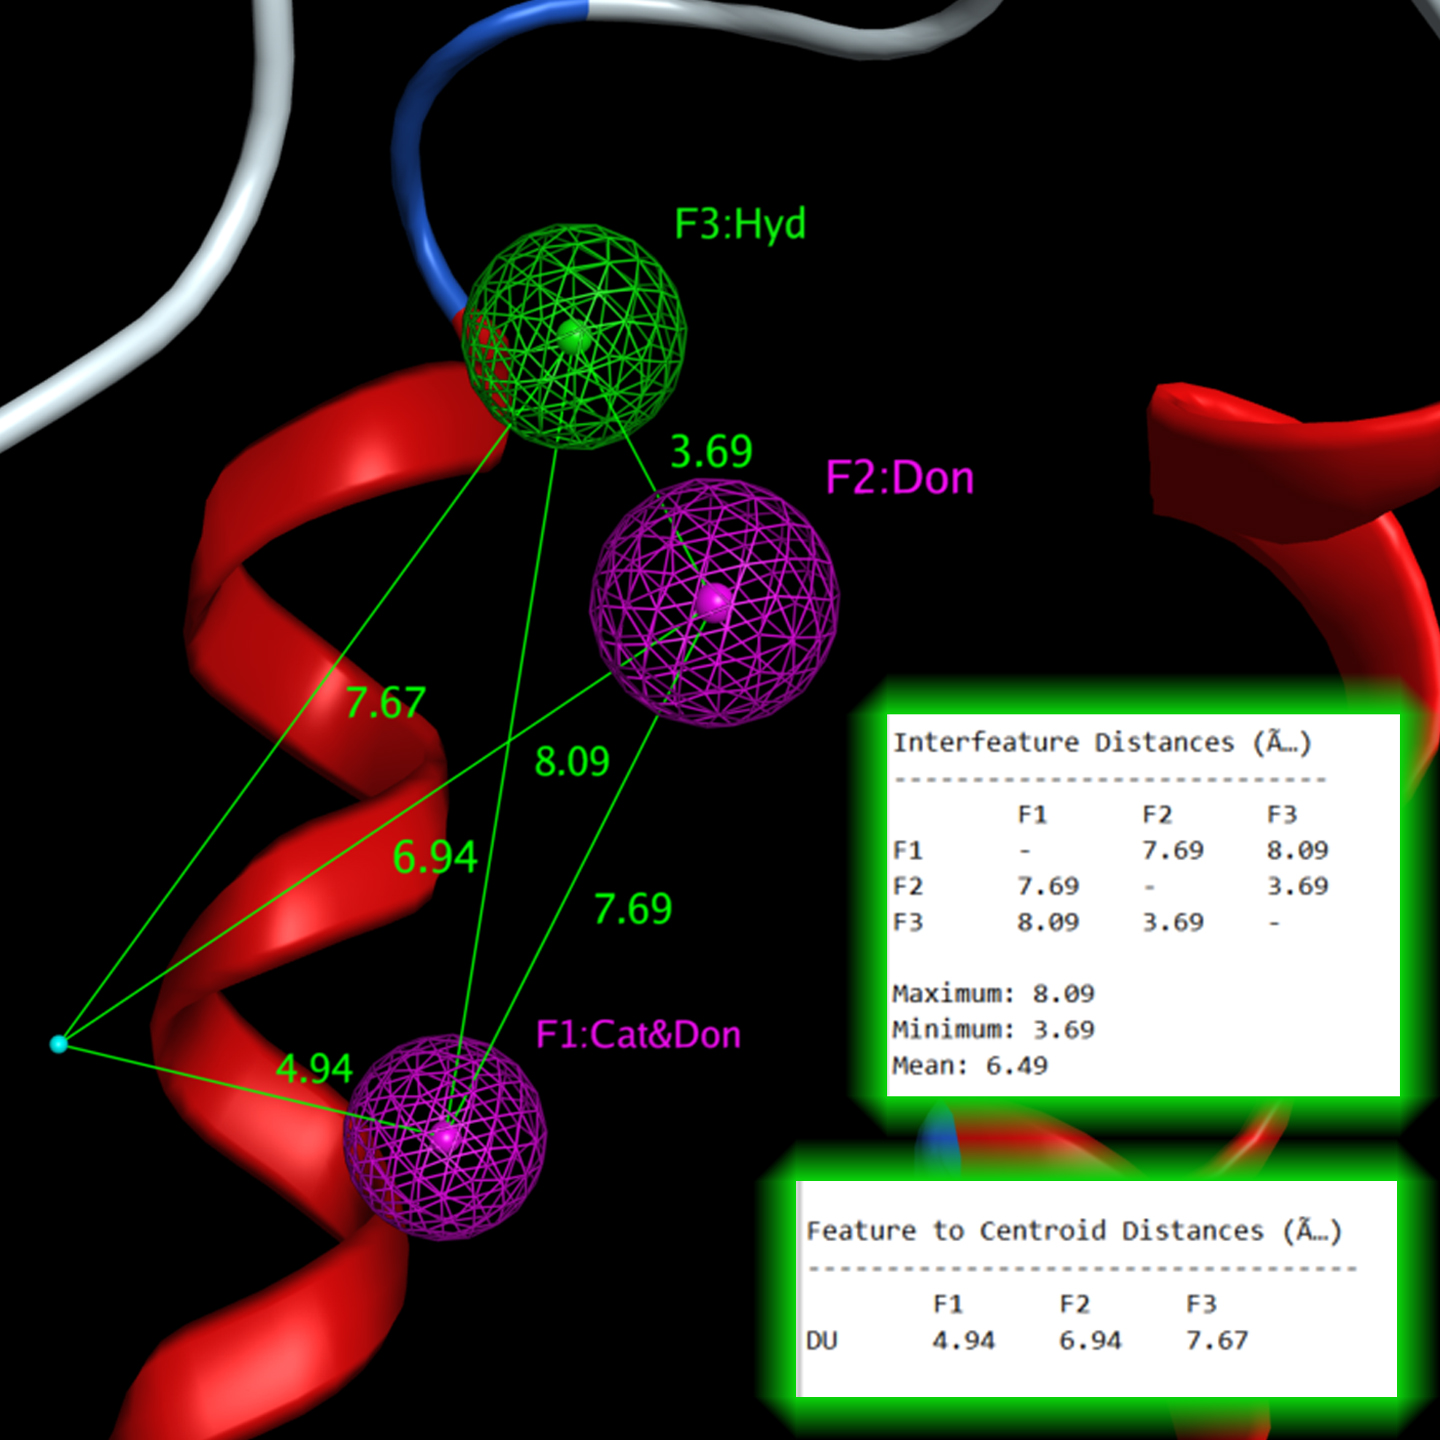 F3:Hyd
3.69
F2:Don
7.67
8.09
6.94
7.69
F1:Cat&Don
4.94
Interfeature Distances (Ã…)
----------------------------
F1 F2 F3
F1 - 7.69 8.09
F2 7.69 - 3.69
F3 8.09 3.69 -
Maximum: 8.09
Minimum: 3.69
Mean: 6.49
Feature to Centroid Distances (Ã…)
-----------------------------------
F1 F2 F3
DU 4.94 6.94 7.67